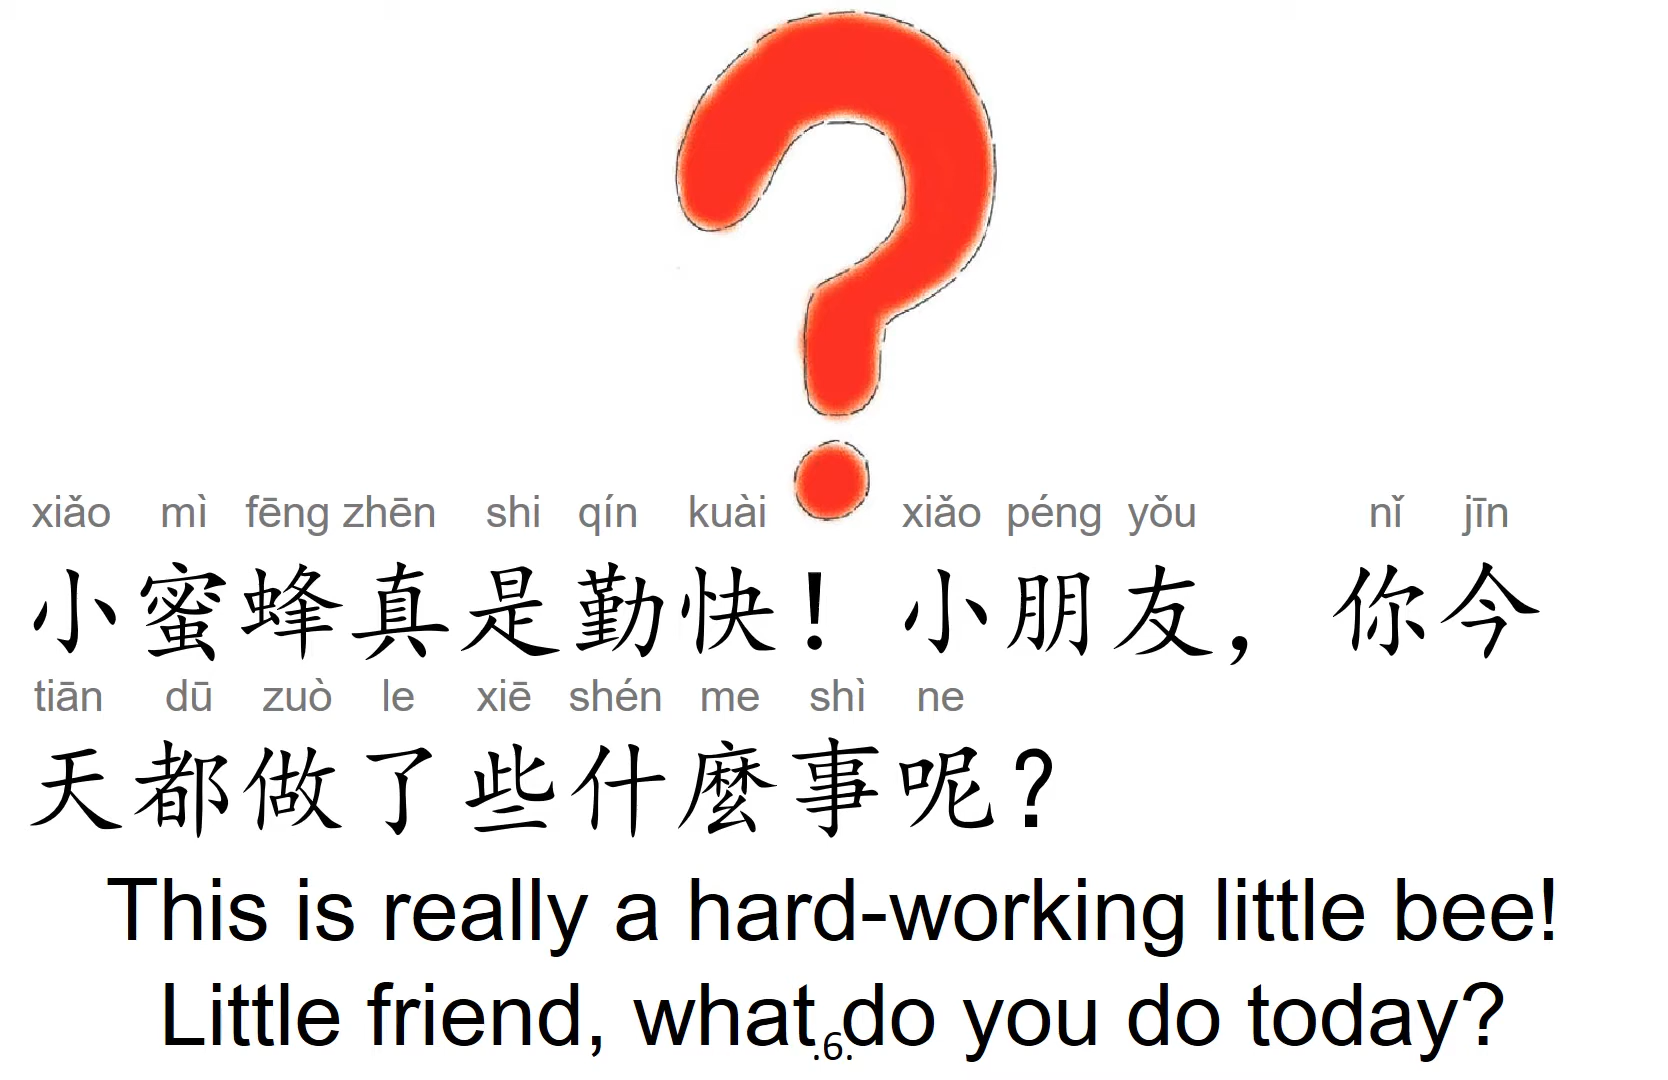 xiǎo mì fēng zhēn shi qín kuài xiǎo péng yǒu nǐ jīn
小蜜蜂真是勤快！小朋友，你今
tiān dū zuò le xiē shén me shì ne
天都做了些什麼事呢？
This is really a hard-working little bee!
Little friend, what do you do today?
.6.